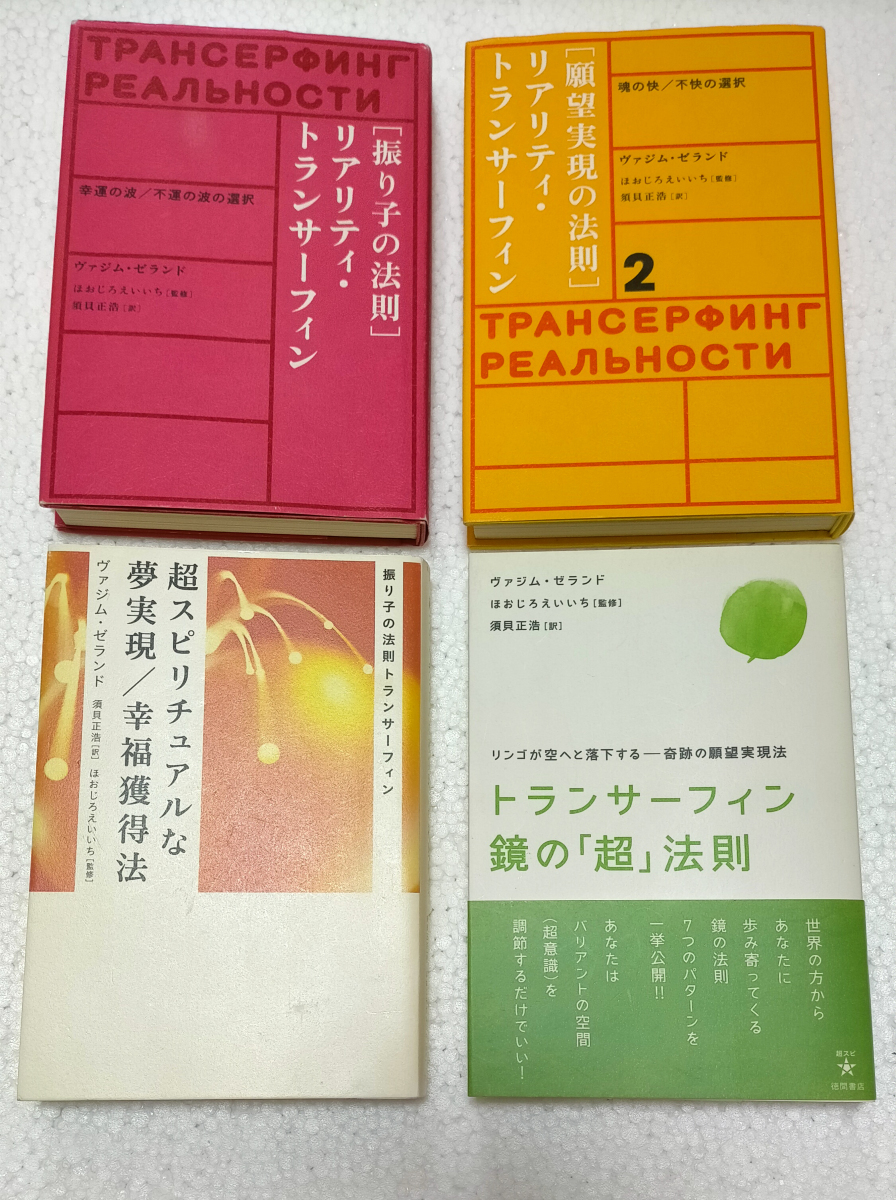 ТРАНСЕРФИНГ
РЕАЛЬНОСТИ
[振り子の法則]
リアリティ・
トランサーフィン
幸運の波/不運の波の選択
ヴァジム・ゼランド
ほおじろえいいち[監修]
須貝正浩[訳]
[願望実現の法則]
リアリティ・
トランサーフィン
魂の快/不快の選択
ヴァジム・ゼランド
ほおじろえいいち[監修]
須貝正浩[訳]
2
ТРАНСЕРФИНГ
РЕАЛЬНОСТИ
振り子の法則トランサーフィン
超スピリチュアルな
夢実現/幸福獲得法
ヴァジム・ゼランド 須貝正浩[訳] ほおじろえいいち[監修]
ヴァジム・ゼランド
ほおじろえいいち[監修]
須貝正浩[訳]
リンゴが空へと落下する―奇跡の願望実現法
トランサーフィン
鏡の「超」法則
世界の方から
あなたに
歩み寄ってくる
鏡の法則
7つのパターンを
一挙公開!!
あなたは
バリアントの空間
(超意識)を
調節するだけでいい!
超スピ
徳間書店